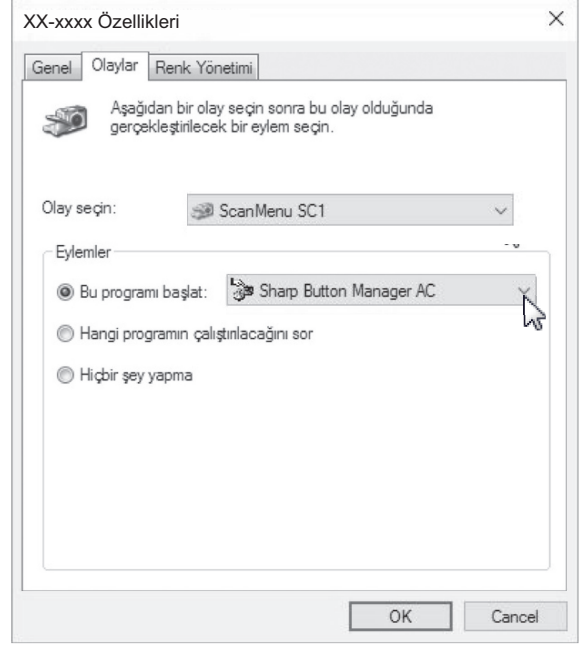 XX-xxxx Özellikleri
Genel Olaylar Renk Yönetimi
Aşağıdan bir olay seçin sonra bu olay olduğunda
gerçekleştirilecek bir eylem seçin.
Olay seçin: ScanMenu SC1
Eylemler
Bu programı başlat: Sharp Button Manager AC
Hangi programın çalıştırılacağını sor
Hiçbir şey yapma
OK Cancel